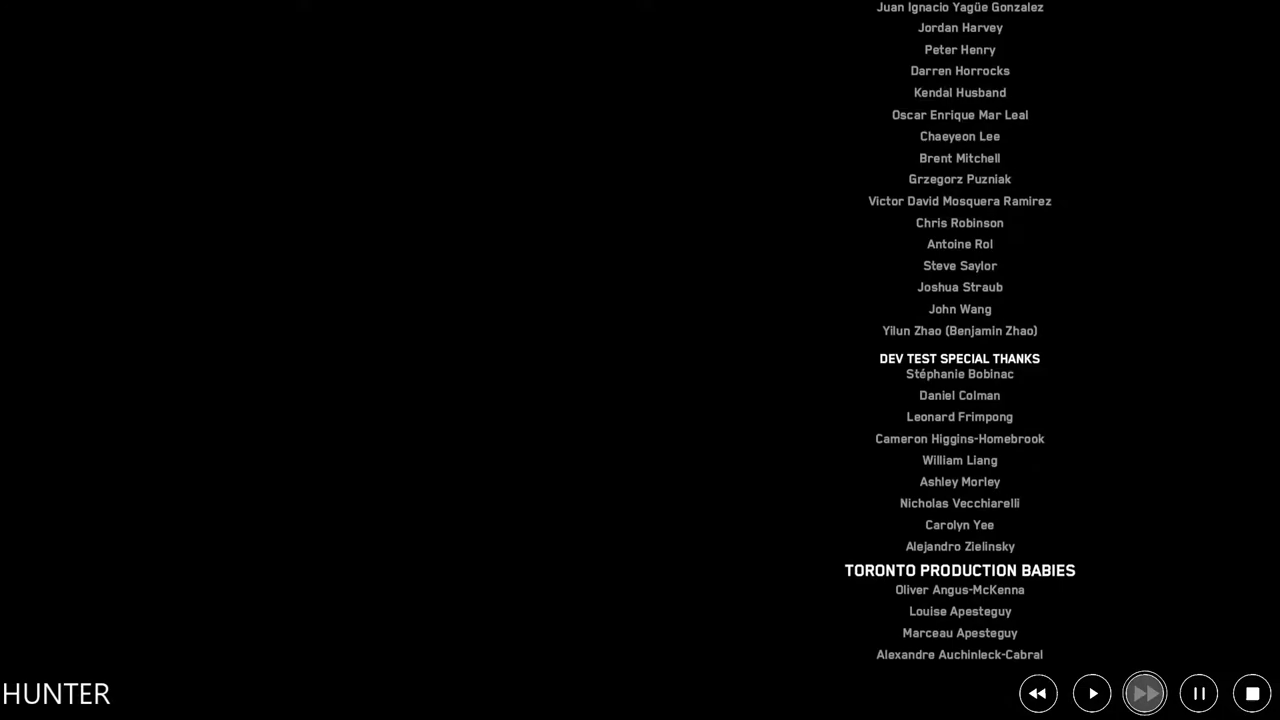 Juan Ignacio Yagüe Gonzalez
Jordan Harvey
Peter Henry
Darren Horrocks
Kendal Husband
Oscar Enrique Mar Leal
Chaeyeon Lee
Brent Mitchell
Grzegorz Puzniak
Victor David Mosquera Ramirez
Chris Robinson
Antoine Rol
Steve Saylor
Joshua Straub
John Wang
Yilun Zhao (Benjamin Zhao)
DEV TEST SPECIAL THANKS
Stéphanie Bobinac
Daniel Colman
Leonard Frimpong
Cameron Higgins-Homebrook
William Liang
Ashley Morley
Nicholas Vecchiarelli
Carolyn Yee
Alejandro Zielinsky
TORONTO PRODUCTION BABIES
Oliver Angus-McKenna
Louise Apesteguy
Marceau Apesteguy
Alexandre Auchinleck-Cabral
HUNTER